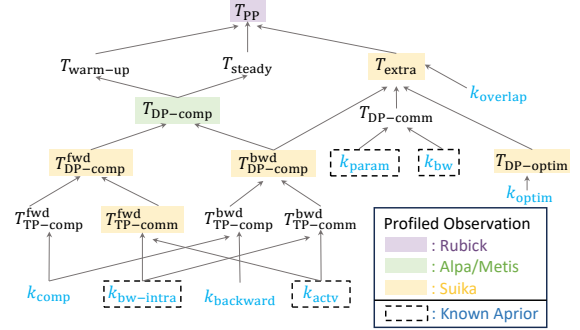 T_PP
T_warm−up T_steady T_extra
k_overlap
T_DP−comp T_DP−comm
T^fwd_DP−comp T^bwd_DP−comp k_param k_bw T_DP−optim
T^fwd_TP−comp T^fwd_TP−comm T^bwd_TP−comp T^bwd_TP−comm k_optim
k_comp k_bw−intra k_backward k_actv
Profiled Observation
: Rubick
: Alpa/Metis
: Suika
: Known Aprior